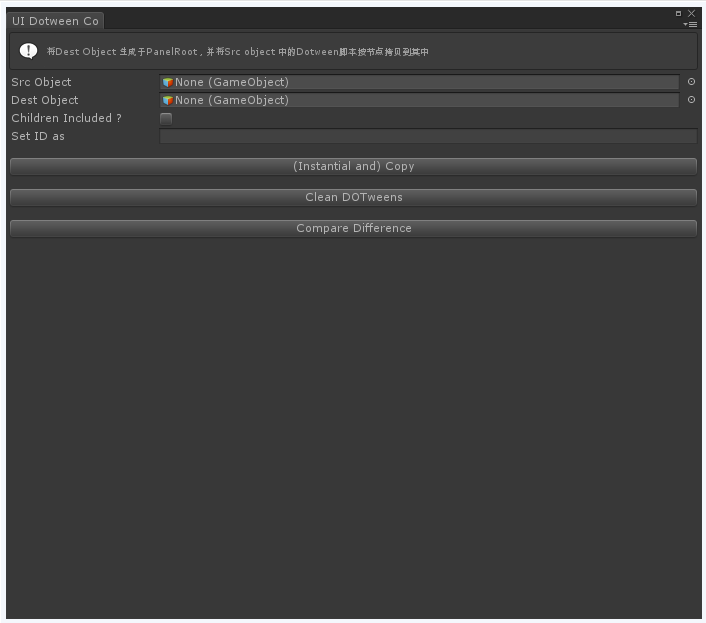 UI Dotween Co
将Dest Object 生成于PanelRoot , 并将Src object 中的Dotween脚本按节点拷贝到其中
Src Object
None (GameObject)
Dest Object
None (GameObject)
Children Included ?
Set ID as
(Instantial and) Copy
Clean DOTweens
Compare Difference